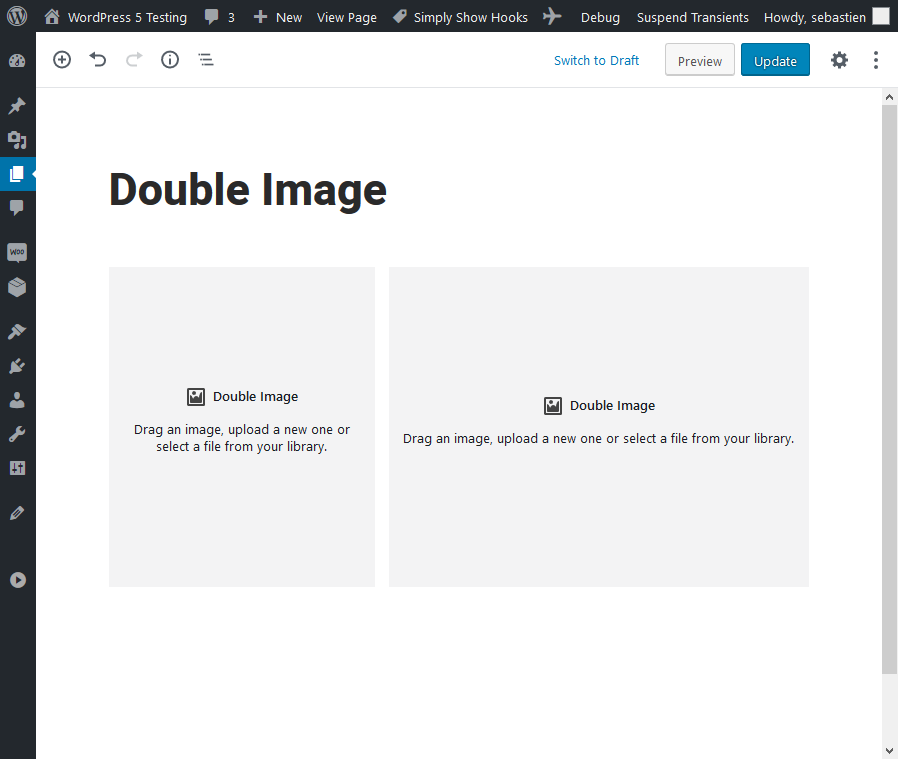 WordPress 5 Testing 3 New View Page Simply Show Hooks Debug Suspend Transients Howdy, sebastien
Switch to Draft Preview Update
Double Image
Woo
Double Image
Drag an image, upload a new one or
select a file from your library.
Double Image
Drag an image, upload a new one or select a file from your library.